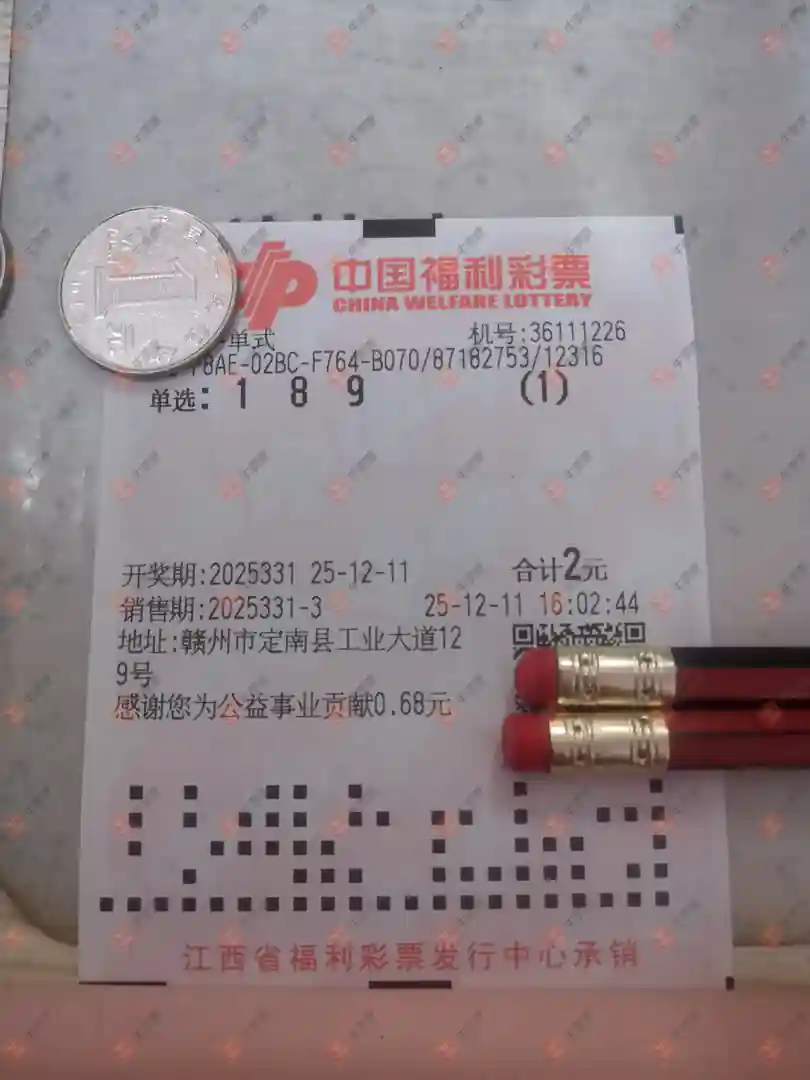 中国福利彩票
CHINA WELFARE LOTTERY
-单式 机号:36111226
F8AE-02BC-F764-B070/87182753/12316
单选: 1 8 9 (1)
开奖期:2025331 25-12-11 合计2元
销售期:2025331-3 25-12-11 16:02:44
地址:赣州市定南县工业大道12
9号
感谢您为公益事业贡献0.68元
江西省福利彩票发行中心承销